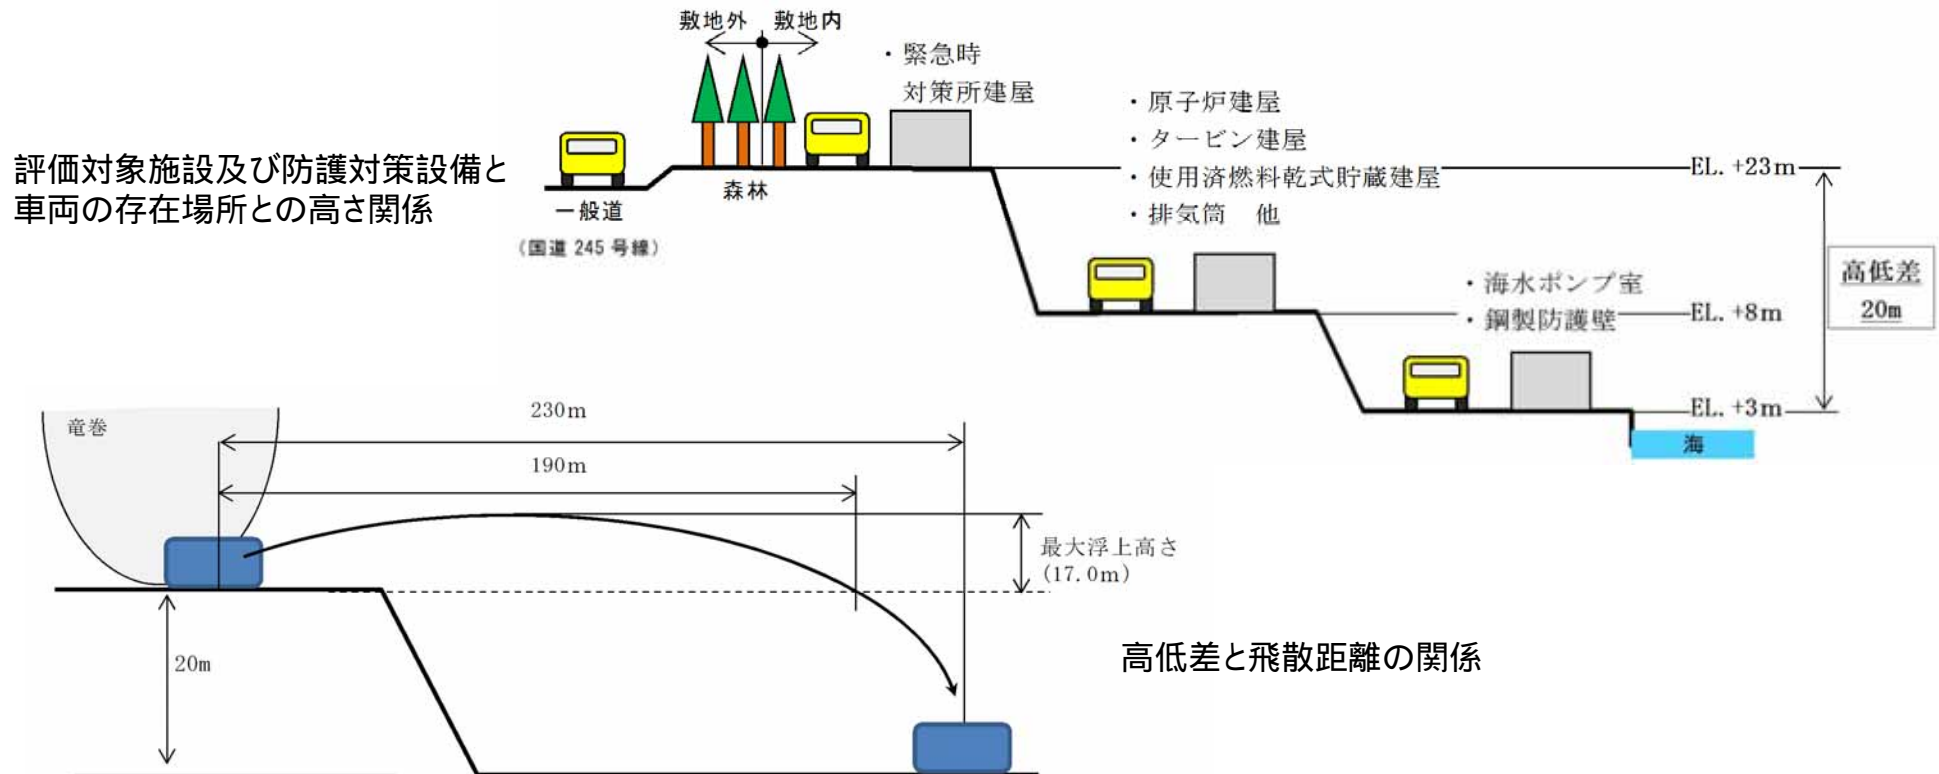 敷地外 敷地内
・緊急時
対策所建屋
・原子炉建屋
・タービン建屋
・使用済燃料乾式貯蔵建屋
・排気筒 他
EL. +23m
評価対象施設及び防護対策設備と
車両の存在場所との高さ関係
森林
一般道
（国道 245 号線）
高低差
20m
・海水ポンプ室
・鋼製防護壁
EL. +8m
EL. +3m
海
竜巻
230m
190m
最大浮上高さ
(17.0m)
20m
高低差と飛散距離の関係